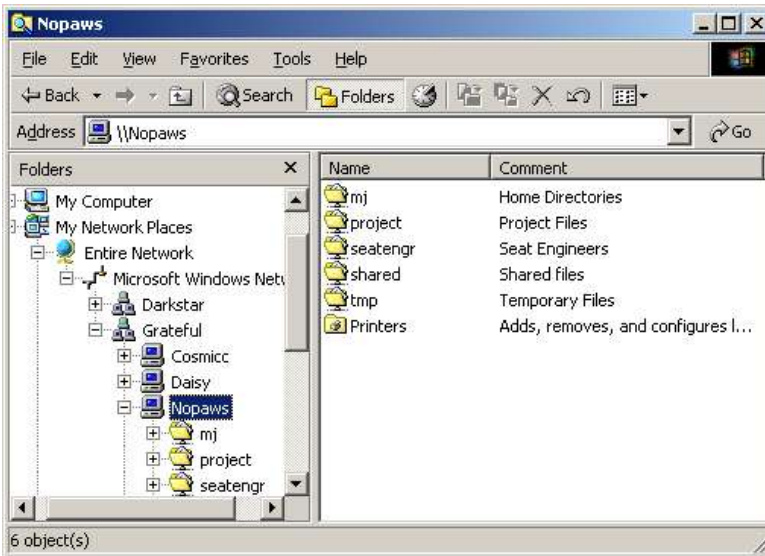 Nopaws
File Edit View Favorites Tools Help
Back Search Folders
Address \\Nopaws Go
Folders
My Computer
My Network Places
Entire Network
Microsoft Windows Netw
Darkstar
Grateful
Cosmicc
Daisy
Nopaws
mj
project
seatengr
Name Comment
mj Home Directories
project Project Files
seatengr Seat Engineers
shared Shared files
tmp Temporary Files
Printers Adds, removes, and configures l...
6 object(s)